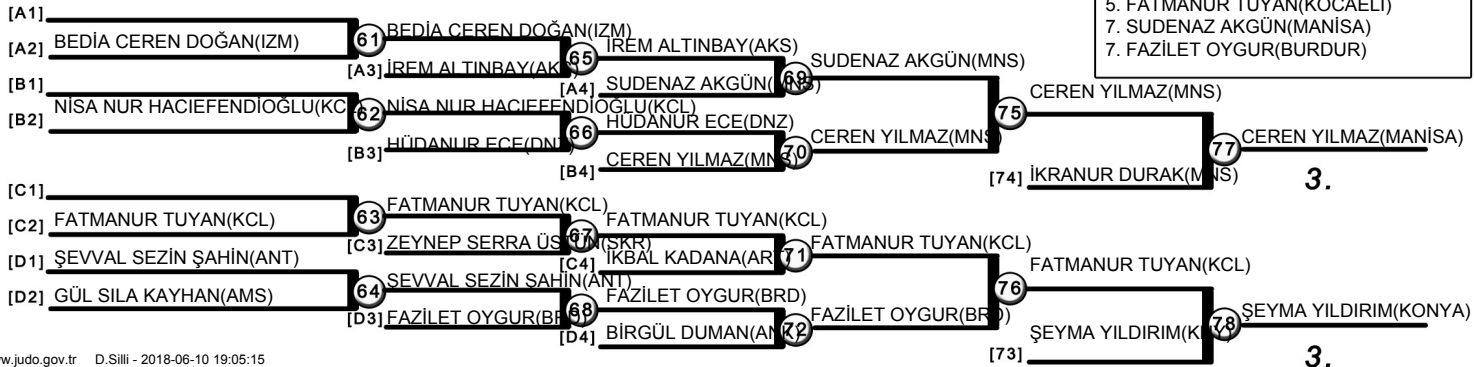 5. FATMANUR TUYAN(KOCAELİ)
7. SUDENAZ AKGÜN(MANİSA)
7. FAZİLET OYGUR(BURDUR)
[A1]
[A2] BEDİA CEREN DOĞAN(IZM)
61 BEDİA CEREN DOĞAN(IZM)
[A3] İREM ALTINBAY(AKS)
65 İREM ALTINBAY(AKS)
[A4] SUDENAZ AKGÜN(MNS)
69 SUDENAZ AKGÜN(MNS)
[B1]
[B2] NİSA NUR HACIEFENDİOĞLU(KCL)
62 NİSA NUR HACIEFENDİOĞLU(KCL)
[B3] HÜDANUR ECE(DNZ)
66 HÜDANUR ECE(DNZ)
[B4] CEREN YILMAZ(MNS)
70 CEREN YILMAZ(MNS)
75 CEREN YILMAZ(MNS)
[74] İKRANUR DURAK(MNS)
77 CEREN YILMAZ(MANİSA)
3.
[C1]
[C2] FATMANUR TUYAN(KCL)
63 FATMANUR TUYAN(KCL)
[C3] ZEYNEP SERRA ÜSTÜN(SKR)
67 FATMANUR TUYAN(KCL)
[C4] İKBAL KADANA(ART)
71 FATMANUR TUYAN(KCL)
[D1] ŞEVVAL SEZİN ŞAHİN(ANT)
[D2] GÜL SILA KAYHAN(AMS)
64 ŞEVVAL SEZİN ŞAHİN(ANT)
[D3] FAZİLET OYGUR(BRD)
68 FAZİLET OYGUR(BRD)
[D4] BİRGÜL DUMAN(ANK)
72 FAZİLET OYGUR(BRD)
76 FATMANUR TUYAN(KCL)
[73] ŞEYMA YILDIRIM(KNY)
78 ŞEYMA YILDIRIM(KONYA)
3.
w.judo.gov.tr D.Silli - 2018-06-10 19:05:15